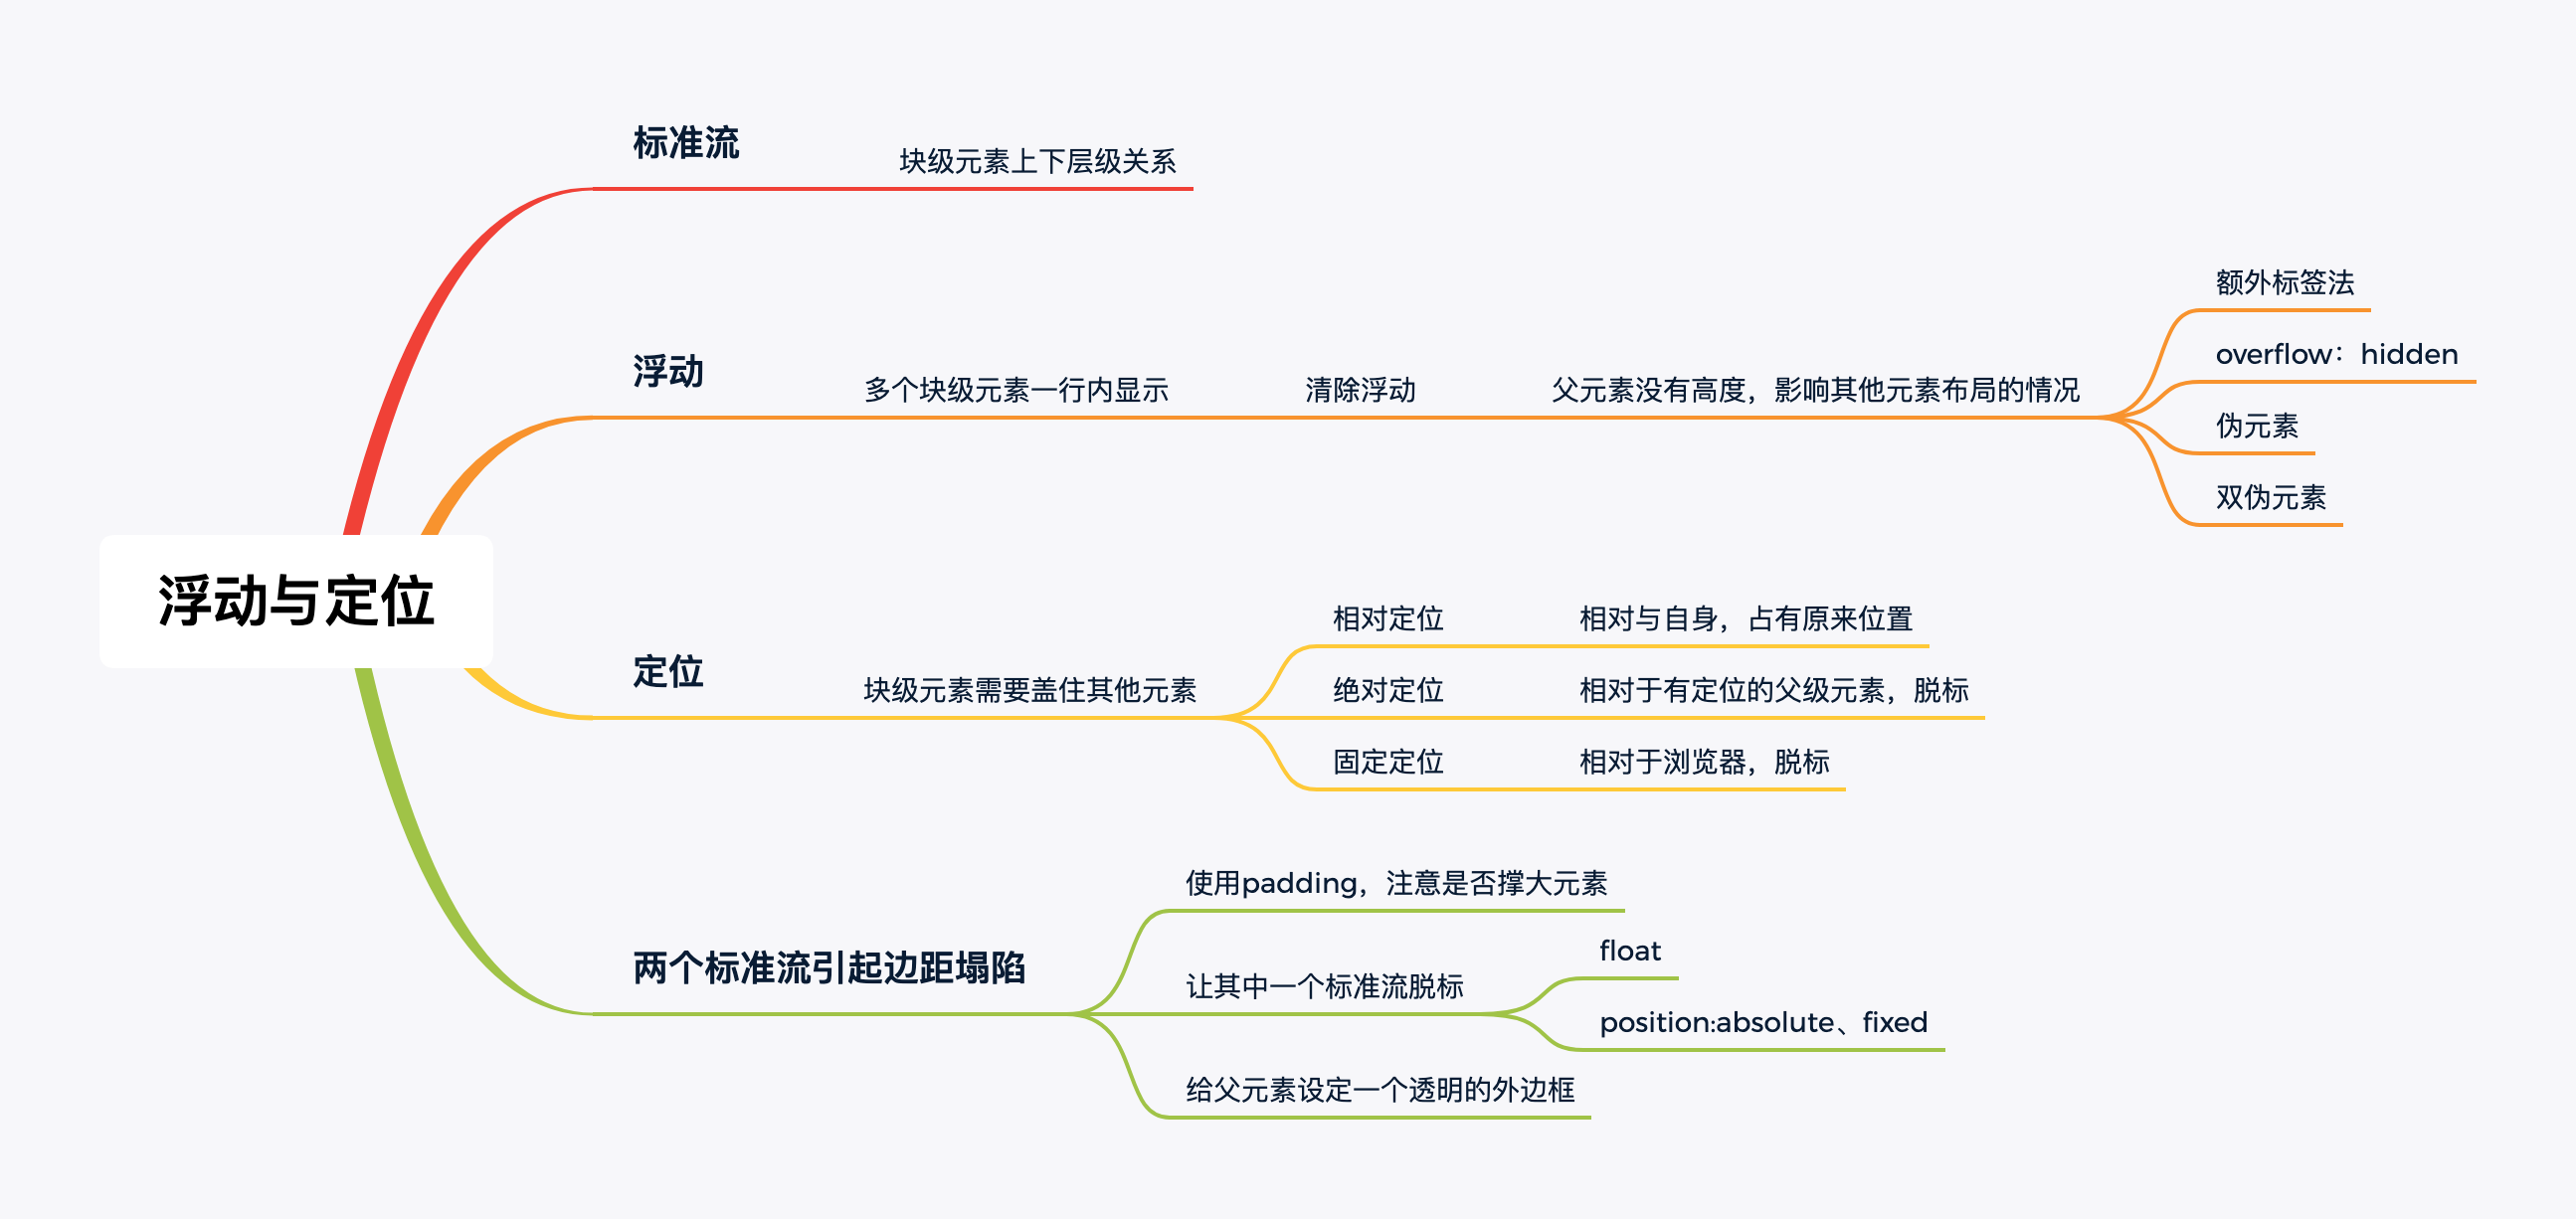 浮动与定位
标准流
块级元素上下层级关系
浮动
多个块级元素一行内显示
清除浮动
父元素没有高度，影响其他元素布局的情况
额外标签法
overflow：hidden
伪元素
双伪元素
定位
块级元素需要盖住其他元素
相对定位
相对与自身，占有原来位置
绝对定位
相对于有定位的父级元素，脱标
固定定位
相对于浏览器，脱标
两个标准流引起边距塌陷
使用padding，注意是否撑大元素
让其中一个标准流脱标
float
position:absolute、fixed
给父元素设定一个透明的外边框